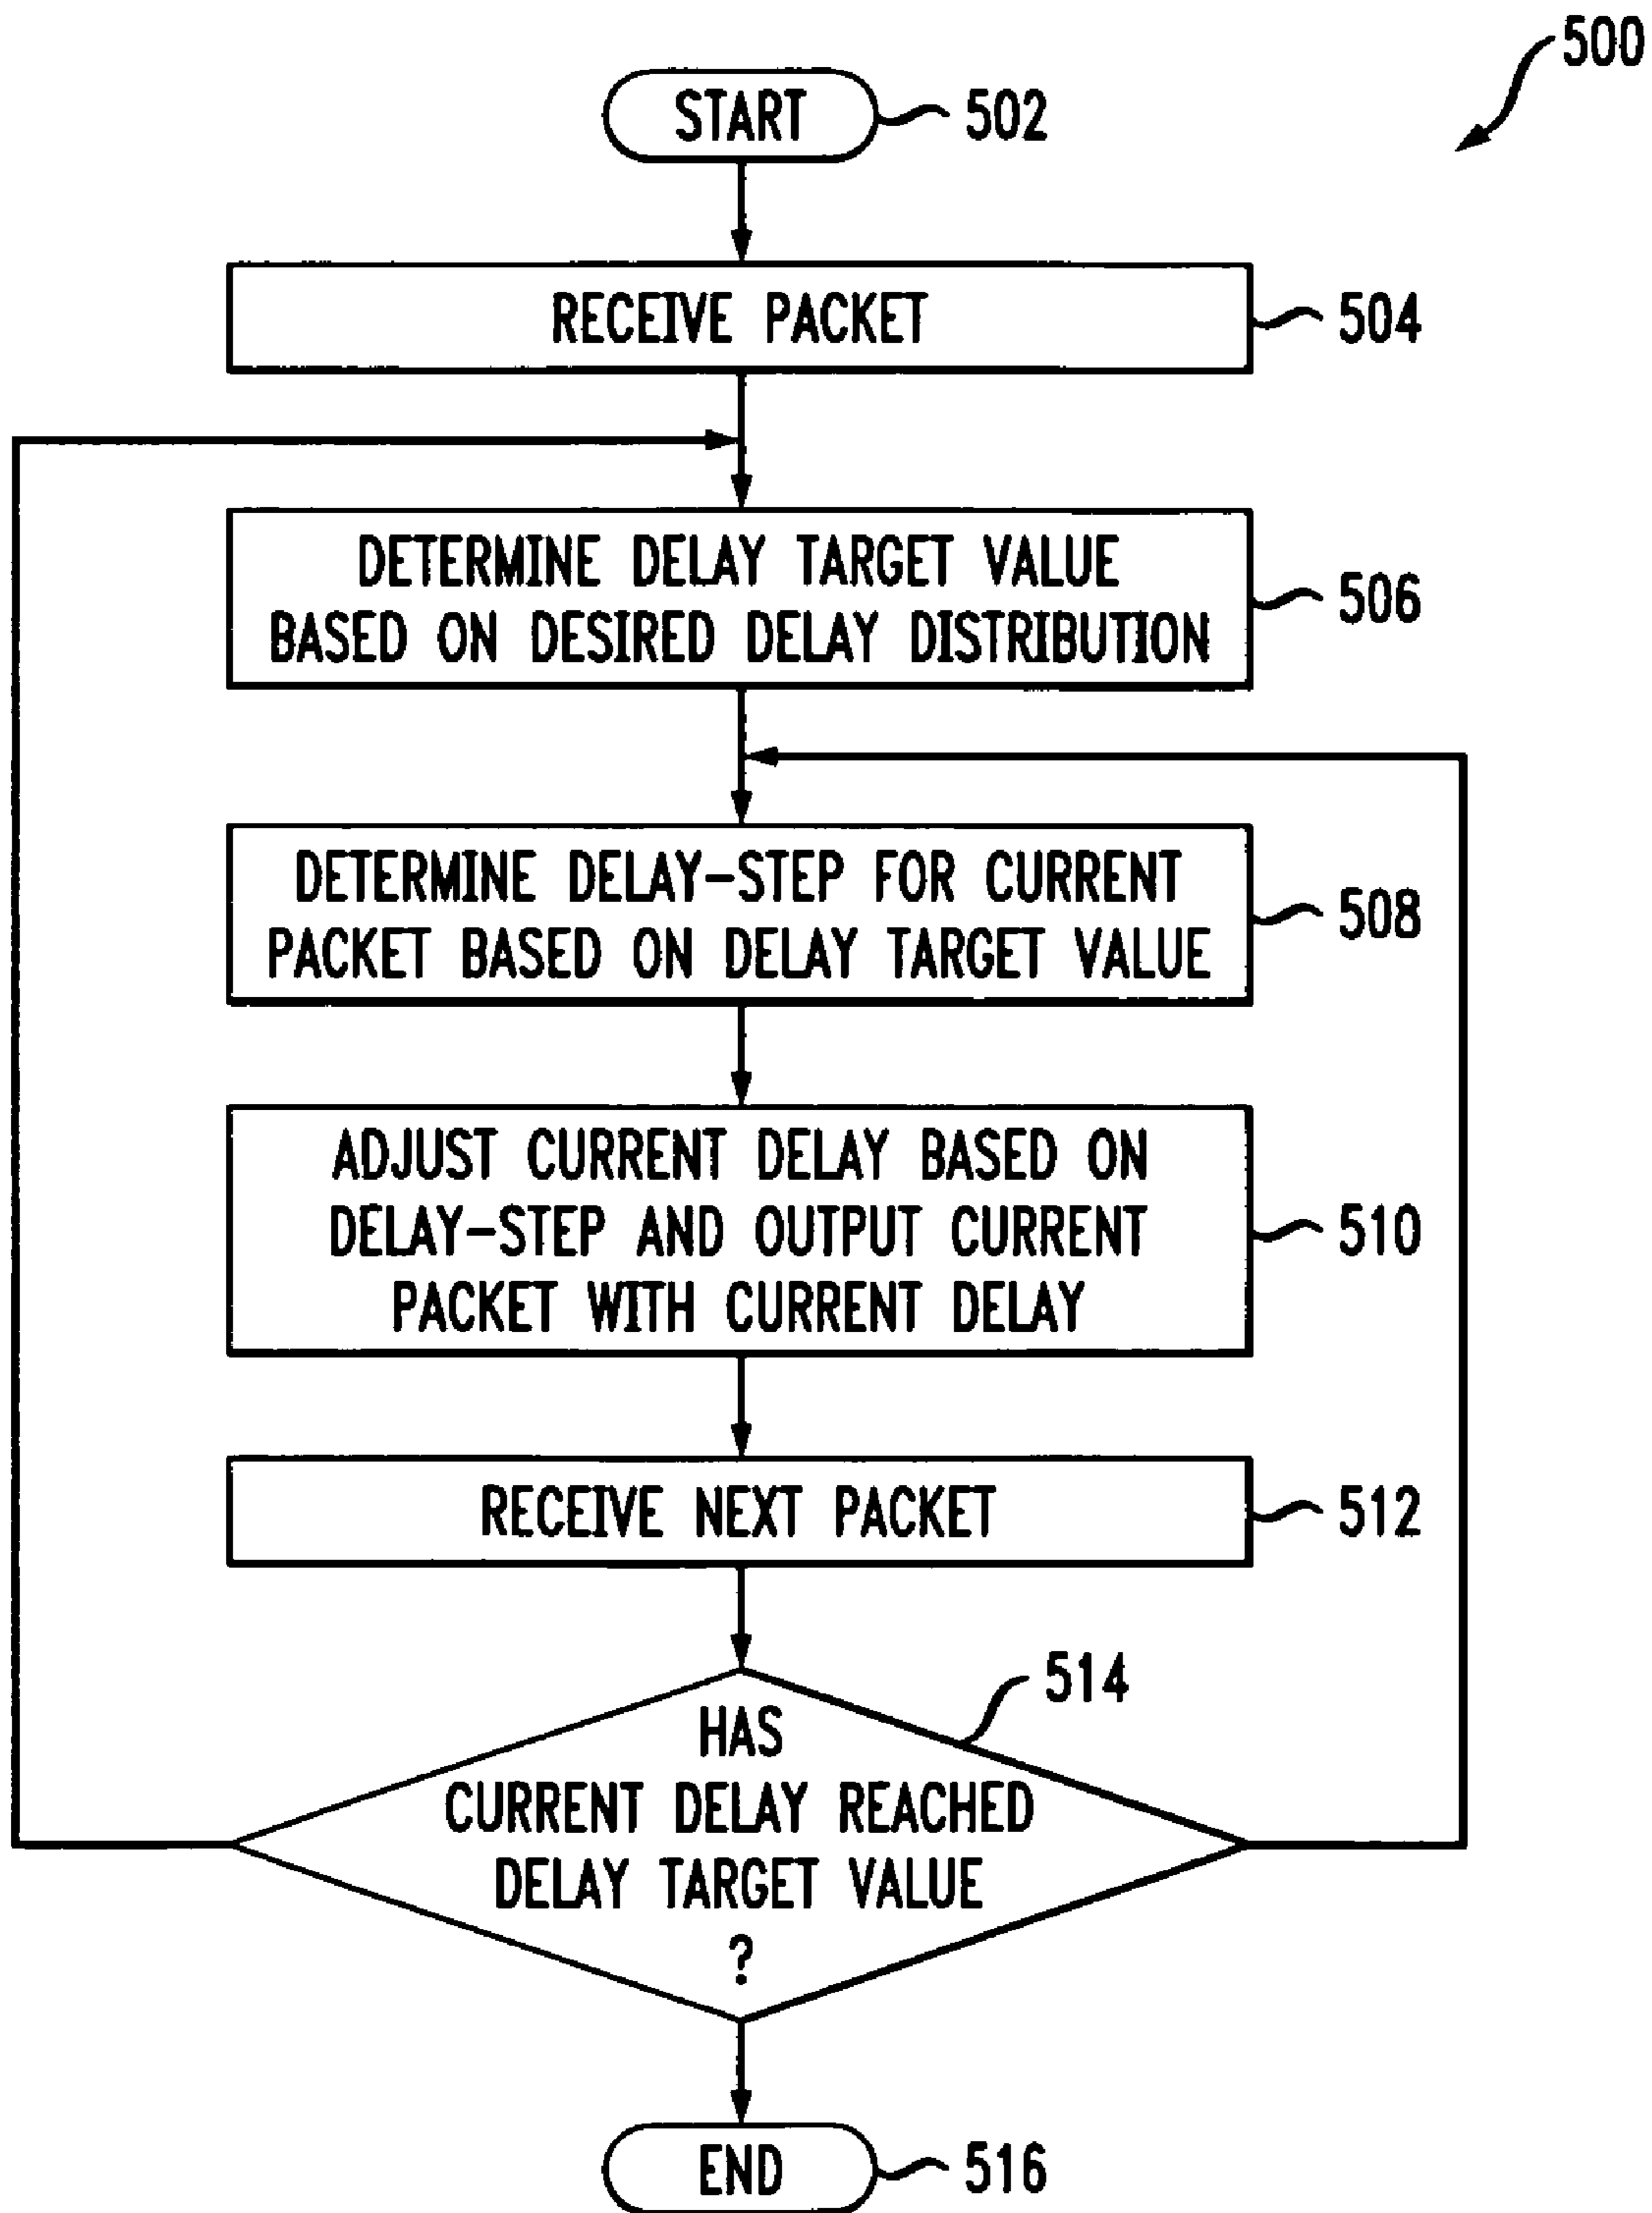 500
START
502
RECEIVE PACKET
504
DETERMINE DELAY TARGET VALUE
BASED ON DESIRED DELAY DISTRIBUTION
506
DETERMINE DELAY-STEP FOR CURRENT
PACKET BASED ON DELAY TARGET VALUE
508
ADJUST CURRENT DELAY BASED ON
DELAY-STEP AND OUTPUT CURRENT
PACKET WITH CURRENT DELAY
510
RECEIVE NEXT PACKET
512
514
HAS
CURRENT DELAY REACHED
DELAY TARGET VALUE
?
END
516